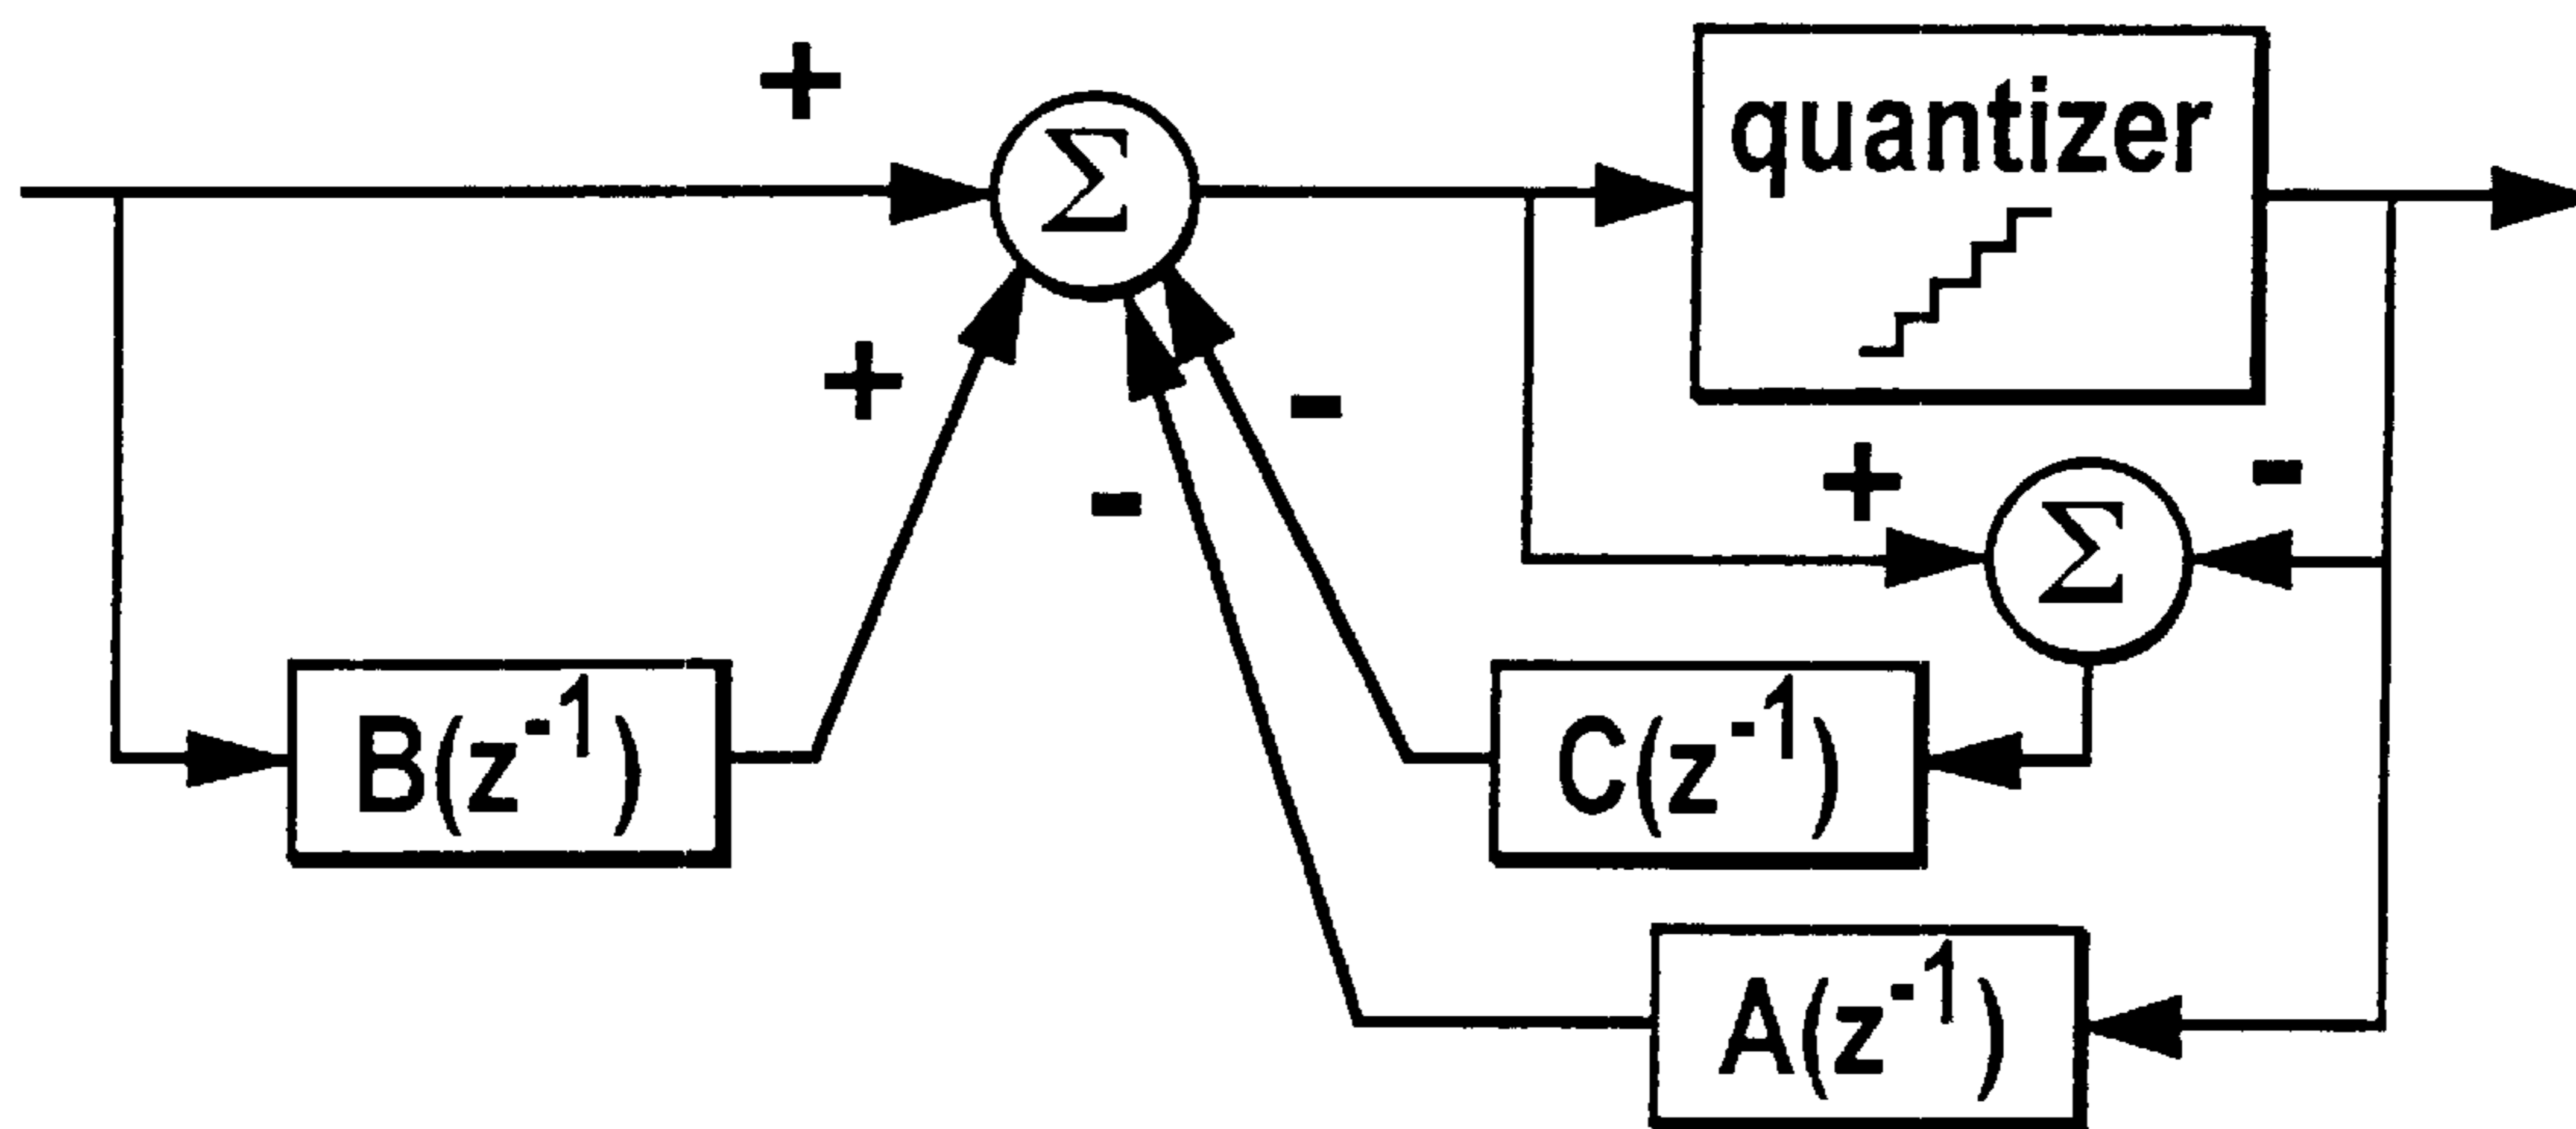 +
Σ
quantizer
+
-
-
+
-
Σ
B(z⁻¹)
C(z⁻¹)
A(z⁻¹)